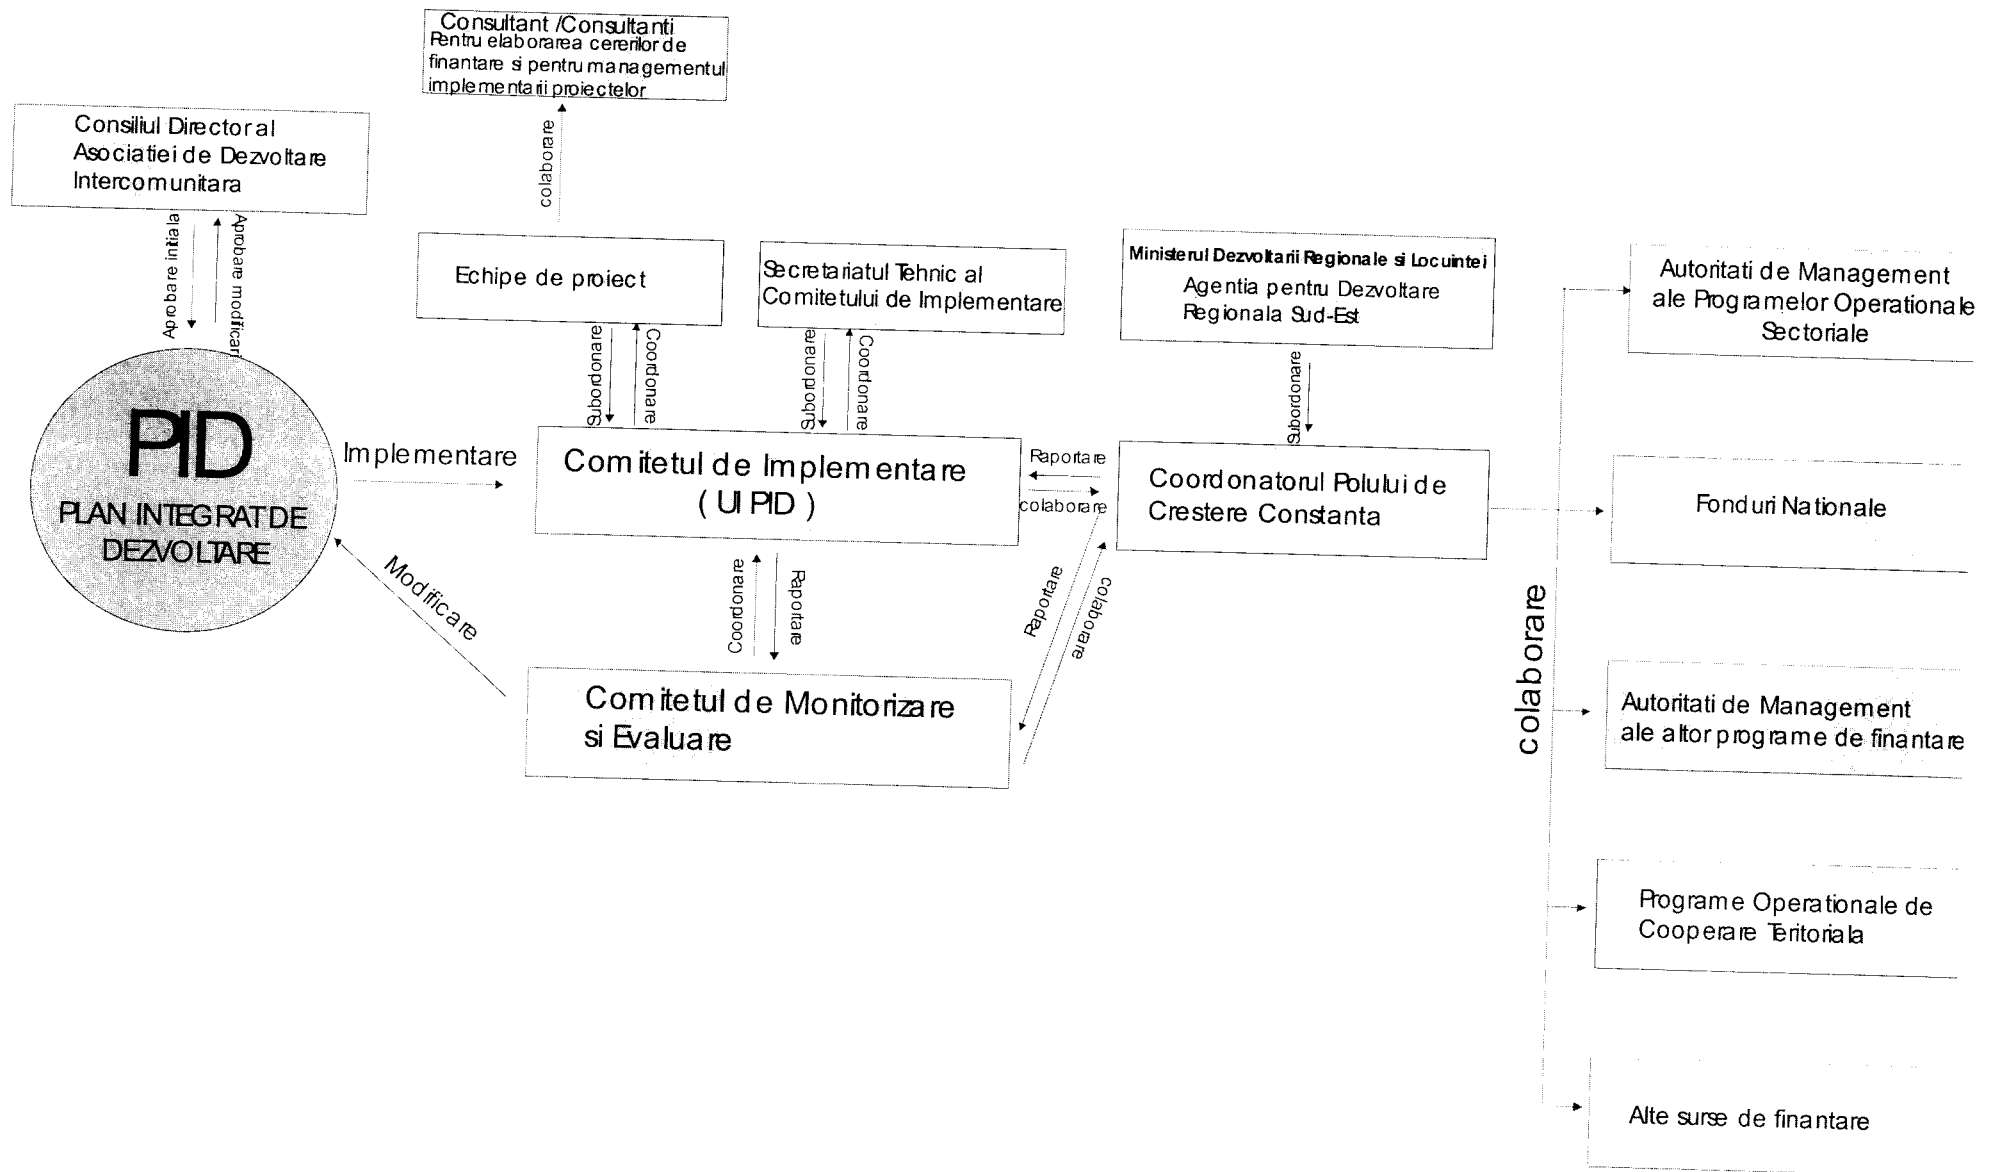 Consultant /Consultanti
Pentru elaborarea cererilor de
finantare si pentru managementul
implementarii proiectelor
colaborare
Consiliul Director al
Asociatiei de Dezvoltare
Intercomunitara
Aprobare initiala
Aprobare modificari
Echipe de proiect
Secretariatul Tehnic al
Comitetului de Implementare
Ministerul Dezvoltarii Regionale si Locuintei
Agentia pentru Dezvoltare
Regionala Sud-Est
Subordonare
Coordonare
Subordonare
Coordonare
Subordonare
PID
PLAN INTEGRAT DE
DEZVOLTARE
Implementare
Comitetul de Implementare
( UI PID )
Raportare
colaborare
Coordonatorul Polului de
Crestere Constanta
Modificare
Coordonare
Raportare
Raportare
colaborare
Comitetul de Monitorizare
si Evaluare
colaborare
Autoritati de Management
ale Programelor Operationale
Sectoriale
Fonduri Nationale
Autoritati de Management
ale altor programe de finantare
Programe Operationale de
Cooperare Teritoriala
Alte surse de finantare